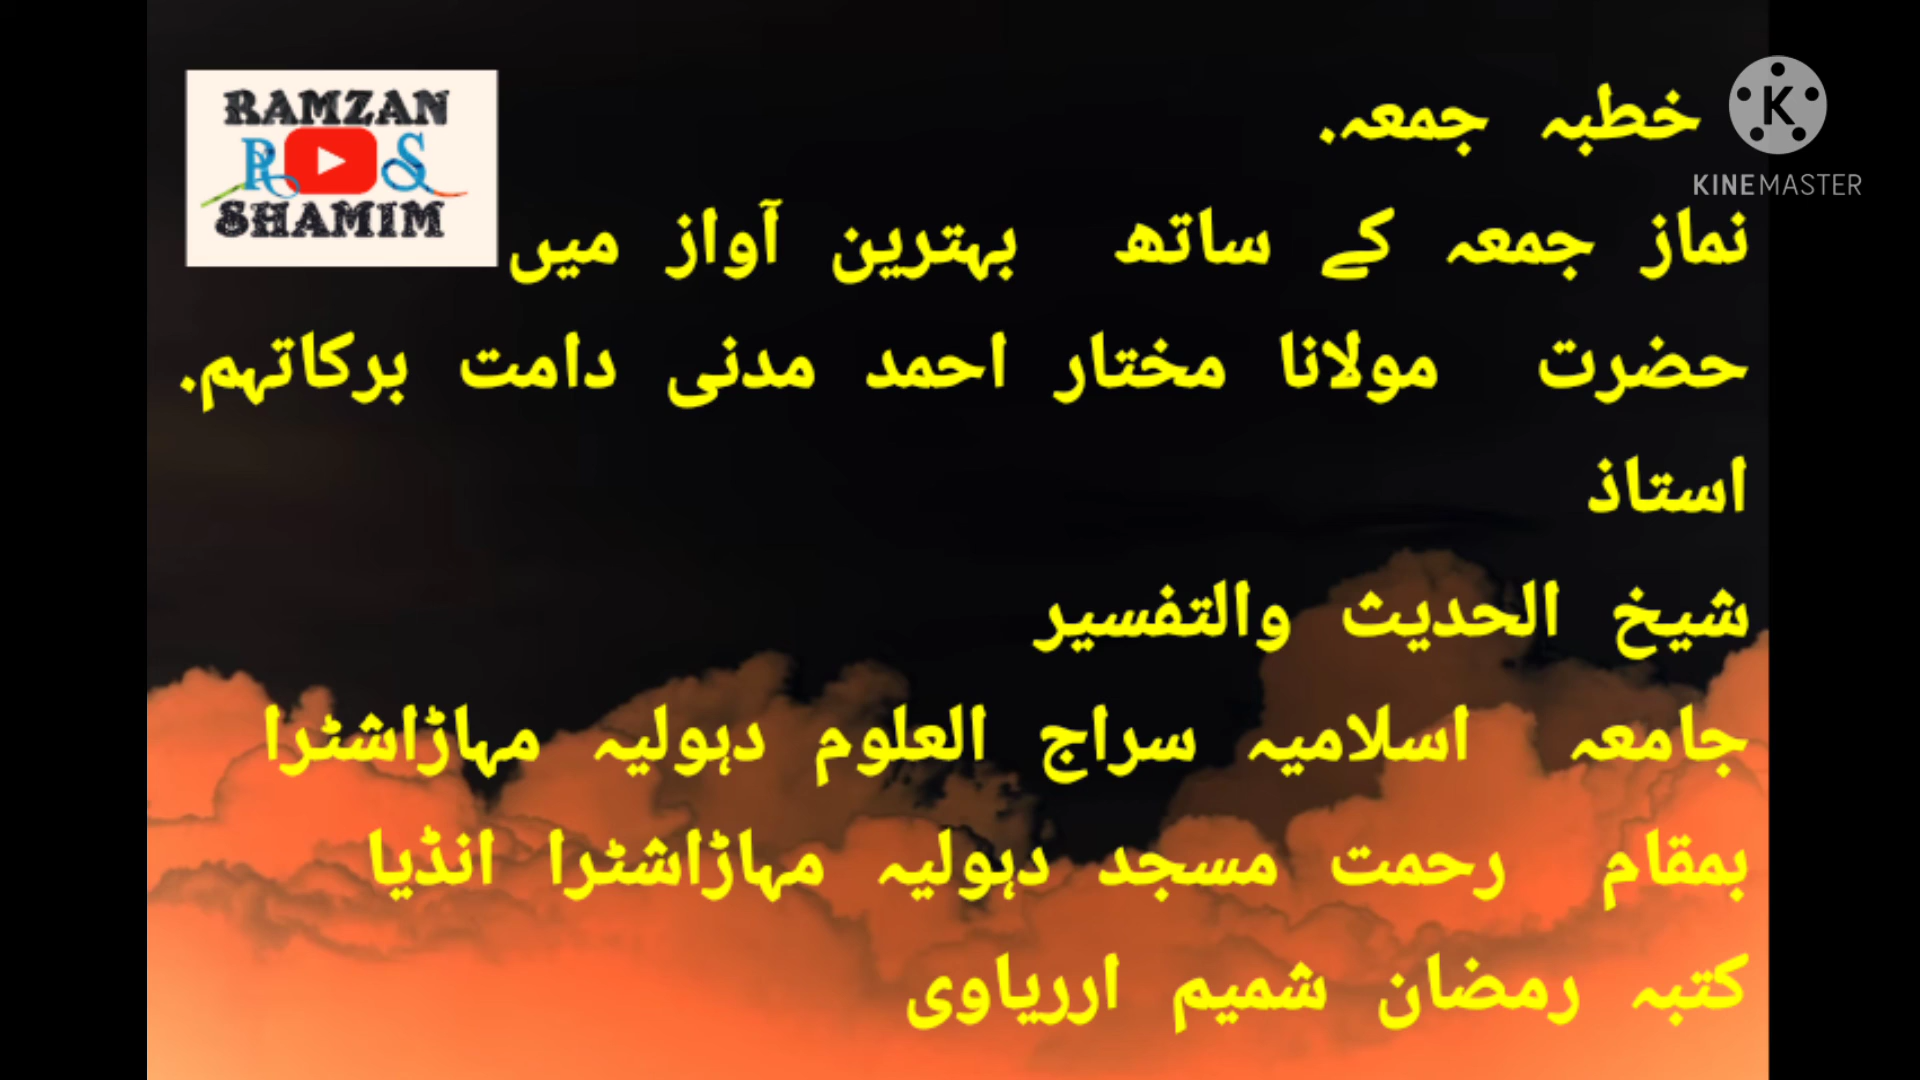 RAMZAN
RS
SHAMIM
K
KINEMASTER
خطبہ جمعہ.
نماز جمعہ کے ساتھ بہترین آواز میں
حضرت مولانا مختار احمد مدنی دامت برکاتہم.
استاذ
شیخ الحدیث والتفسیر
جامعہ اسلامیہ سراج العلوم دہولیہ مہاڑاشٹرا
بمقام رحمت مسجد دہولیہ مہاڑاشٹرا انڈیا
کتبہ رمضان شمیم ارریاوی